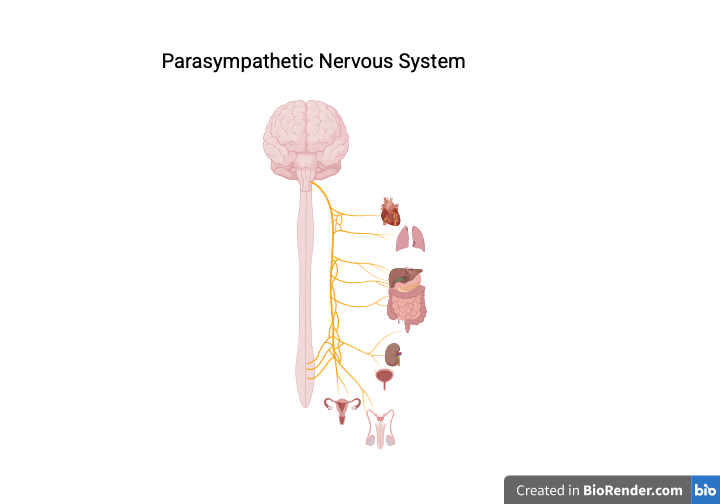 Parasympathetic Nervous System
Created in BioRender.com bio